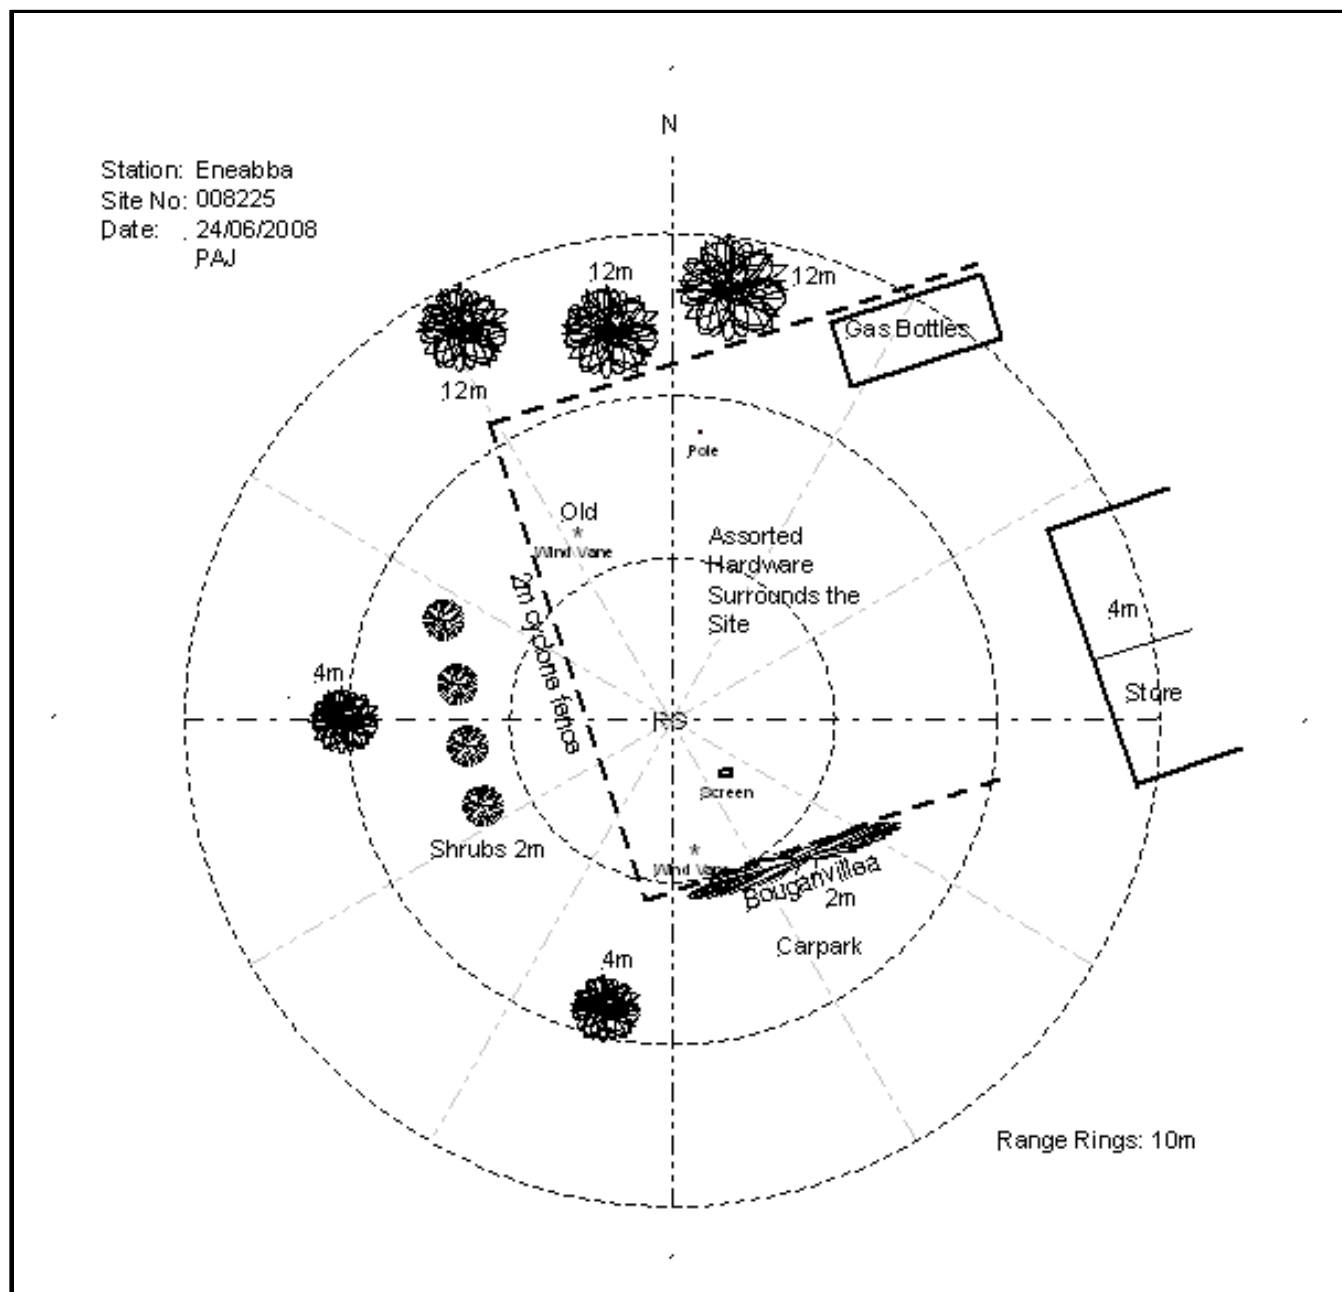 N
Station: Eneabba
Site No: 008225
Date: 24/06/2008
PAJ
12m
12m
12m
Gas Bottles
Pole
Old
Wind Vane
Assorted
Hardware
Surrounds the
Site
2m cyclone fence
4m
4m
Store
RS
Screen
Shrubs 2m
Wind Vane
Bouganvillea
2m
Carpark
4m
Range Rings: 10m